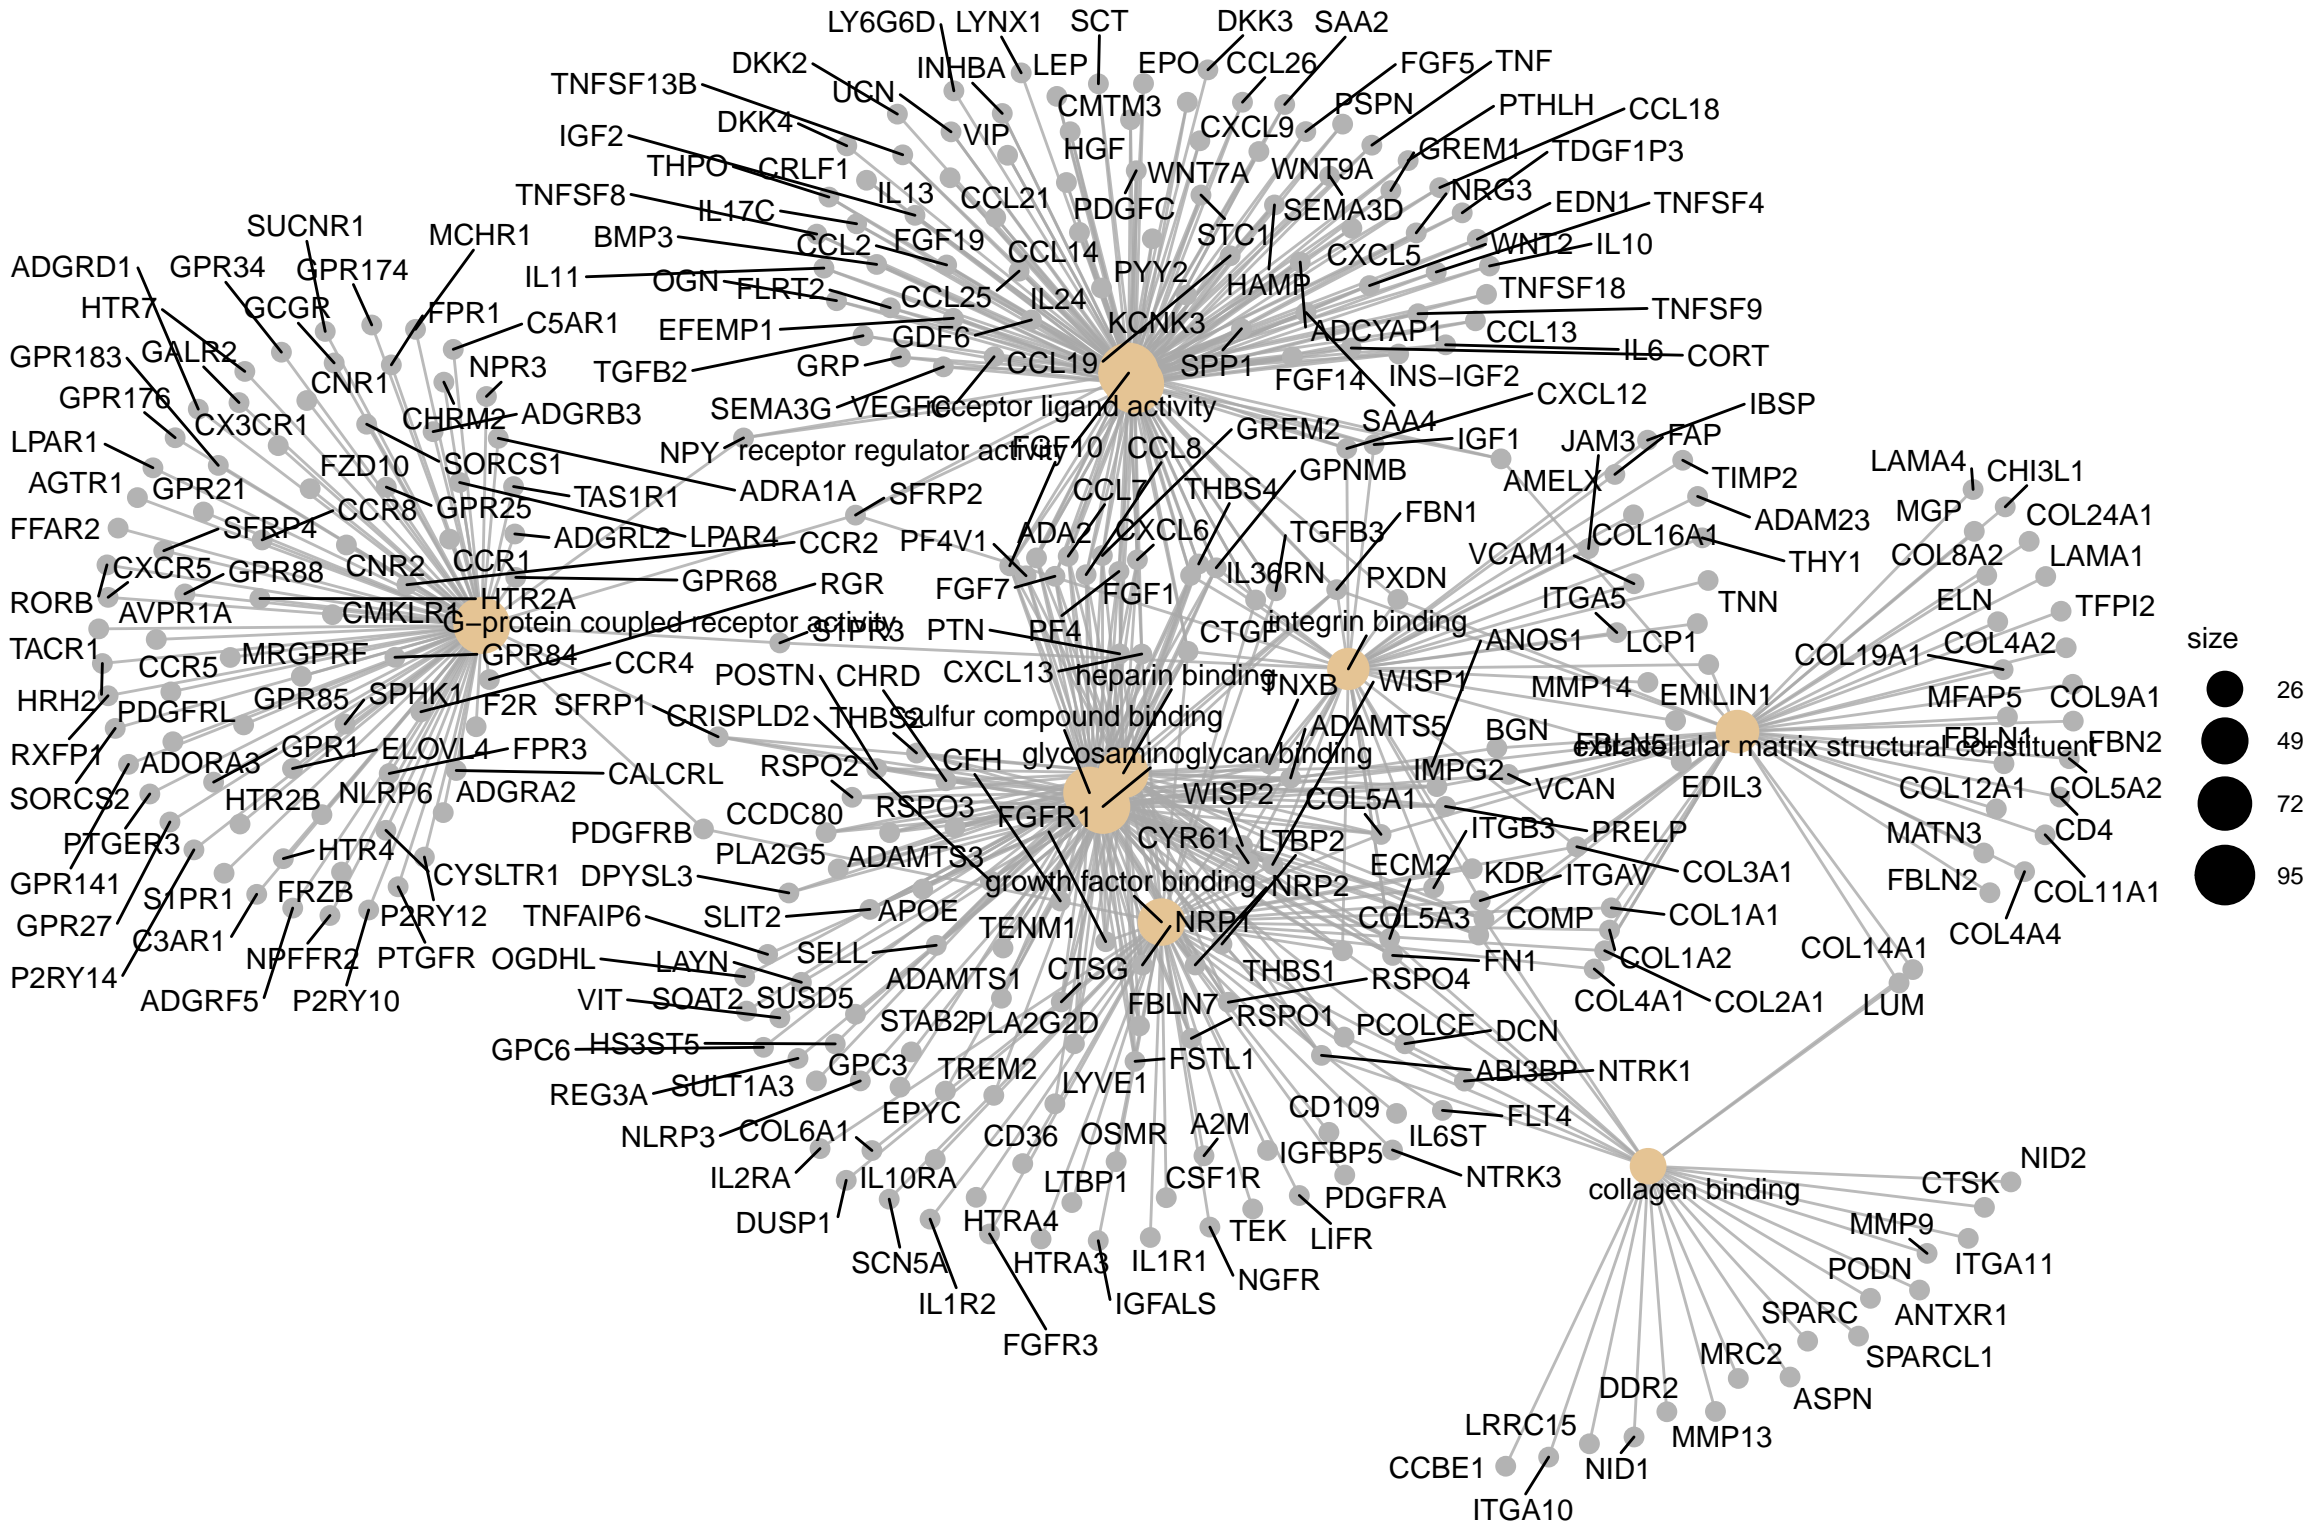 LY6G6D LYNX1 SCT DKK3 SAA2
DKK2 INHBA LEP EPO CCL26 FGF5 TNF
TNFSF13B UCN CMTM3 PSPN PTHLH CCL18
IGF2 DKK4 VIP HGF CXCL9 GREM1 TDGF1P3
THPO CRLF1 IL13 CCL21 WNT7A WNT9A NRG3
TNFSF8 IL17C PDGFC SEMA3D EDN1 TNFSF4
SUCNR1 MCHR1 BMP3 CCL2 FGF19 CCL14 STC1 CXCL5 WNT2 IL10
ADGRD1 GPR34 GPR174 IL11 OGN FLRT2 CCL25 IL24 PYY2 HAMP TNFSF18
HTR7 GCGR FPR1 C5AR1 EFEMP1 GDF6 KCNK3 ADCYAP1 CCL13 TNFSF9
GPR183 GALR2 CNR1 NPR3 TGFB2 GRP CCL19 SPP1 FGF14 INS−IGF2 IL6 CORT
GPR176 CX3CR1 CHRM2 ADGRB3 SEMA3G VEGFC receptor ligand activity SAA4 CXCL12 IBSP
LPAR1 FZD10 SORCS1 NPY receptor regulator activity FGF10 CCL8 GREM2 IGF1 JAM3 FAP
AGTR1 GPR21 CCR8 GPR25 TAS1R1 ADRA1A SFRP2 CCL7 THBS4 GPNMB AMELX TIMP2 LAMA4 CHI3L1
FFAR2 SFRP4 CNR2 CCR1 ADGRL2 LPAR4 CCR2 PF4V1 ADA2 CXCL6 TGFB3 FBN1 VCAM1 COL16A1 ADAM23 MGP COL24A1
CXCR5 GPR88 GPR68 RGR FGF7 FGF1 IL36RN PXDN ITGA5 THY1 COL8A2 LAMA1
RORB AVPR1A CMKLR1 HTR2A G−protein coupled receptor activity S1PR3 PTN PF4 CTGF integrin binding ANOS1 LCP1 TNN ELN TFPI2
TACR1 CCR5 MRGPRF GPR84 CCR4 POSTN CHRD CXCL13 heparin binding TNXB WISP1 MMP14 EMILIN1 COL19A1 COL4A2 size
HRH2 PDGFRL GPR85 SPHK1 F2R SFRP1 CRISPLD2 THBS2 sulfur compound binding ADAMTS5 BGN FBLN5 MFAP5 COL9A1 26
RXFP1 ADORA3 GPR1 ELOVL4 FPR3 RSPO2 CFH glycosaminoglycan binding IMPG2 extracellular matrix structural constituent FBLN1 FBN2 49
SORCS2 HTR2B NLRP6 ADGRA2 CALCRL CCDC80 RSPO3 FGFR1 WISP2 COL5A1 VCAN EDIL3 COL12A1 COL5A2 72
PTGER3 HTR4 PDGFRB PLA2G5 ADAMTS3 CYR61 LTBP2 ITGB3 PRELP MATN3 CD4
GPR141 S1PR1 FRZB CYSLTR1 DPYSL3 growth factor binding NRP2 ECM2 KDR ITGAV COL3A1 FBLN2 COL11A1 95
GPR27 C3AR1 P2RY12 TNFAIP6 SLIT2 APOE TENM1 NRP1 COL5A3 COMP COL1A1 COL4A4
P2RY14 NPFFR2 PTGFR OGDHL LAYN SELL ADAMTS1 CTSG THBS1 RSPO4 FN1 COL1A2 COL14A1
ADGRF5 P2RY10 VIT SOAT2 SUSD5 STAB2 PLA2G2D FBLN7 RSPO1 PCOLCE DCN COL4A1 COL2A1 LUM
GPC6 HS3ST5 GPC3 TREM2 LYVE1 FSTL1 ABI3BP NTRK1
REG3A SULT1A3 EPYC CD109 FLT4
NLRP3 COL6A1 CD36 OSMR A2M IGFBP5 IL6ST
IL2RA IL10RA LTBP1 CSF1R PDGFRA NTRK3 NID2
DUSP1 HTRA4 TEK LIFR collagen binding CTSK
SCN5A HTRA3 IL1R1 NGFR MMP9 ITGA11
IL1R2 IGFALS PODN ANTXR1
FGFR3 SPARC SPARCL1
MRC2 ASPN
DDR2 MMP13
LRRC15 NID1
CCBE1 ITGA10